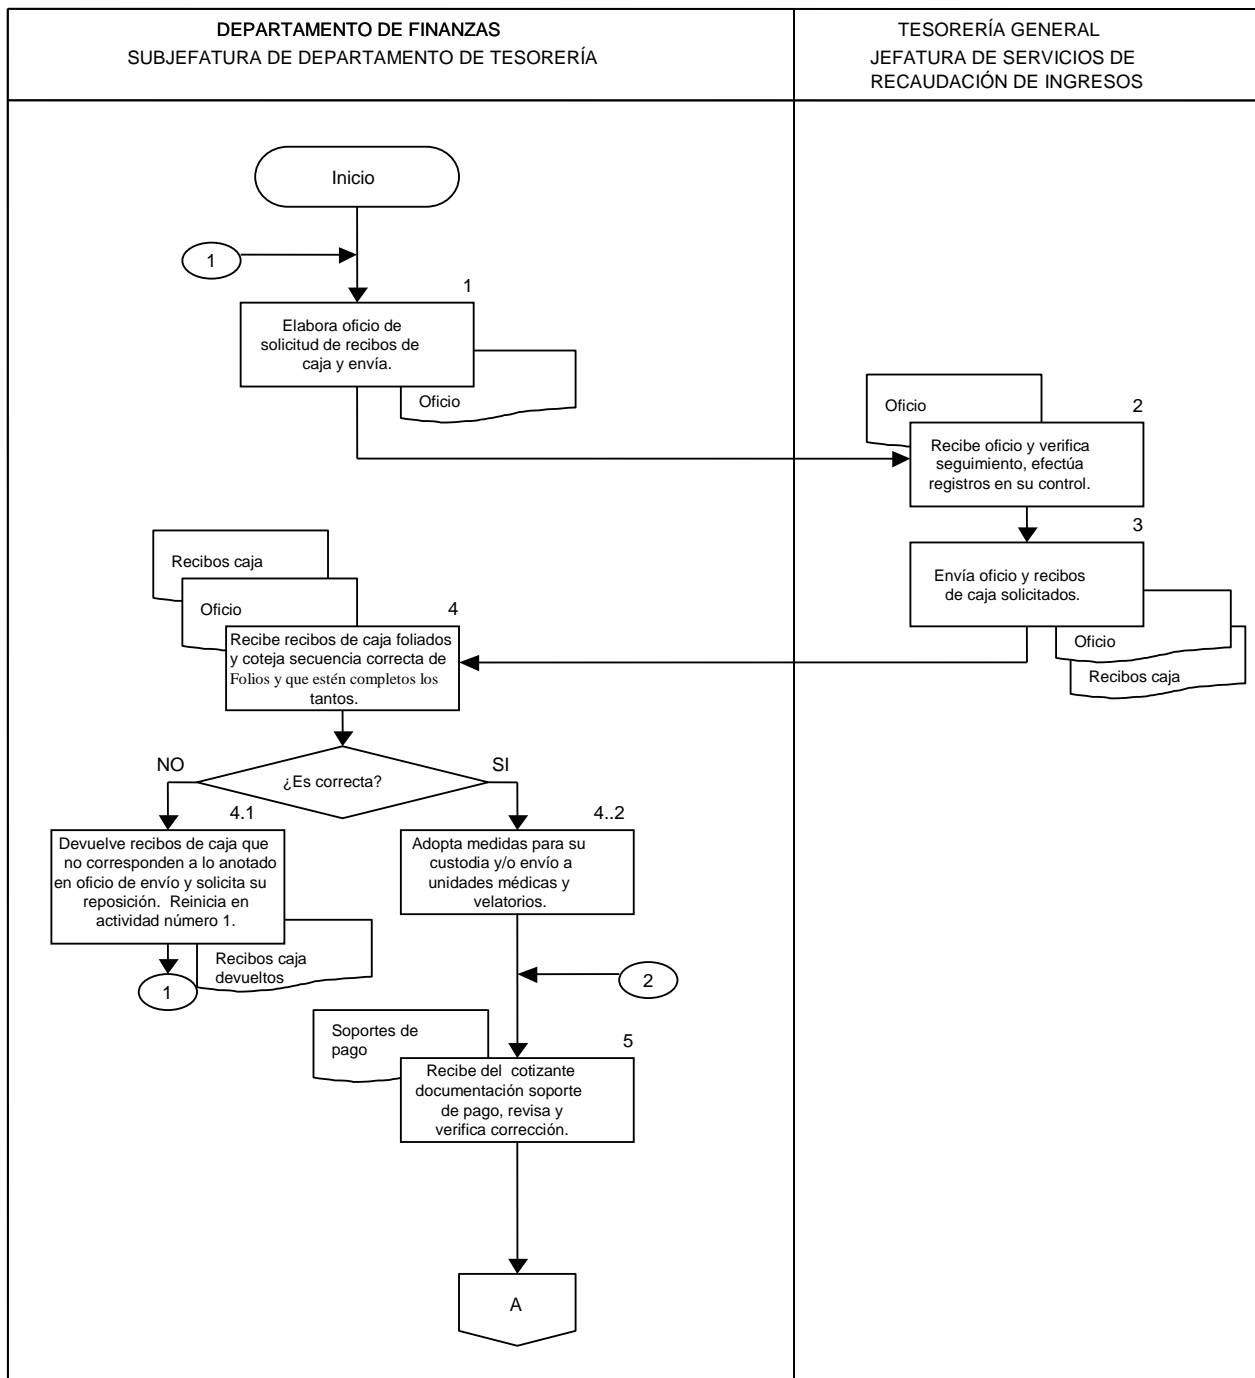 DEPARTAMENTO DE FINANZAS
SUBJEFATURA DE DEPARTAMENTO DE TESORERÍA
TESORERÍA GENERAL
JEFATURA DE SERVICIOS DE
RECAUDACIÓN DE INGRESOS
Inicio
1
1
Elabora oficio de
solicitud de recibos de
caja y envía.
Oficio
Oficio
2
Recibe oficio y verifica
seguimiento, efectúa
registros en su control.
3
Envía oficio y recibos
de caja solicitados.
Oficio
Recibos caja
Recibos caja
Oficio
4
Recibe recibos de caja foliados
y coteja secuencia correcta de
Folios y que estén completos los
tantos.
¿Es correcta?
NO
SI
4.1
Devuelve recibos de caja que
no corresponden a lo anotado
en oficio de envío y solicita su
reposición. Reinicia en
actividad número 1.
Recibos caja
devueltos
1
4..2
Adopta medidas para su
custodia y/o envío a
unidades médicas y
velatorios.
2
Soportes de
pago
5
Recibe del cotizante
documentación soporte
de pago, revisa y
verifica corrección.
A